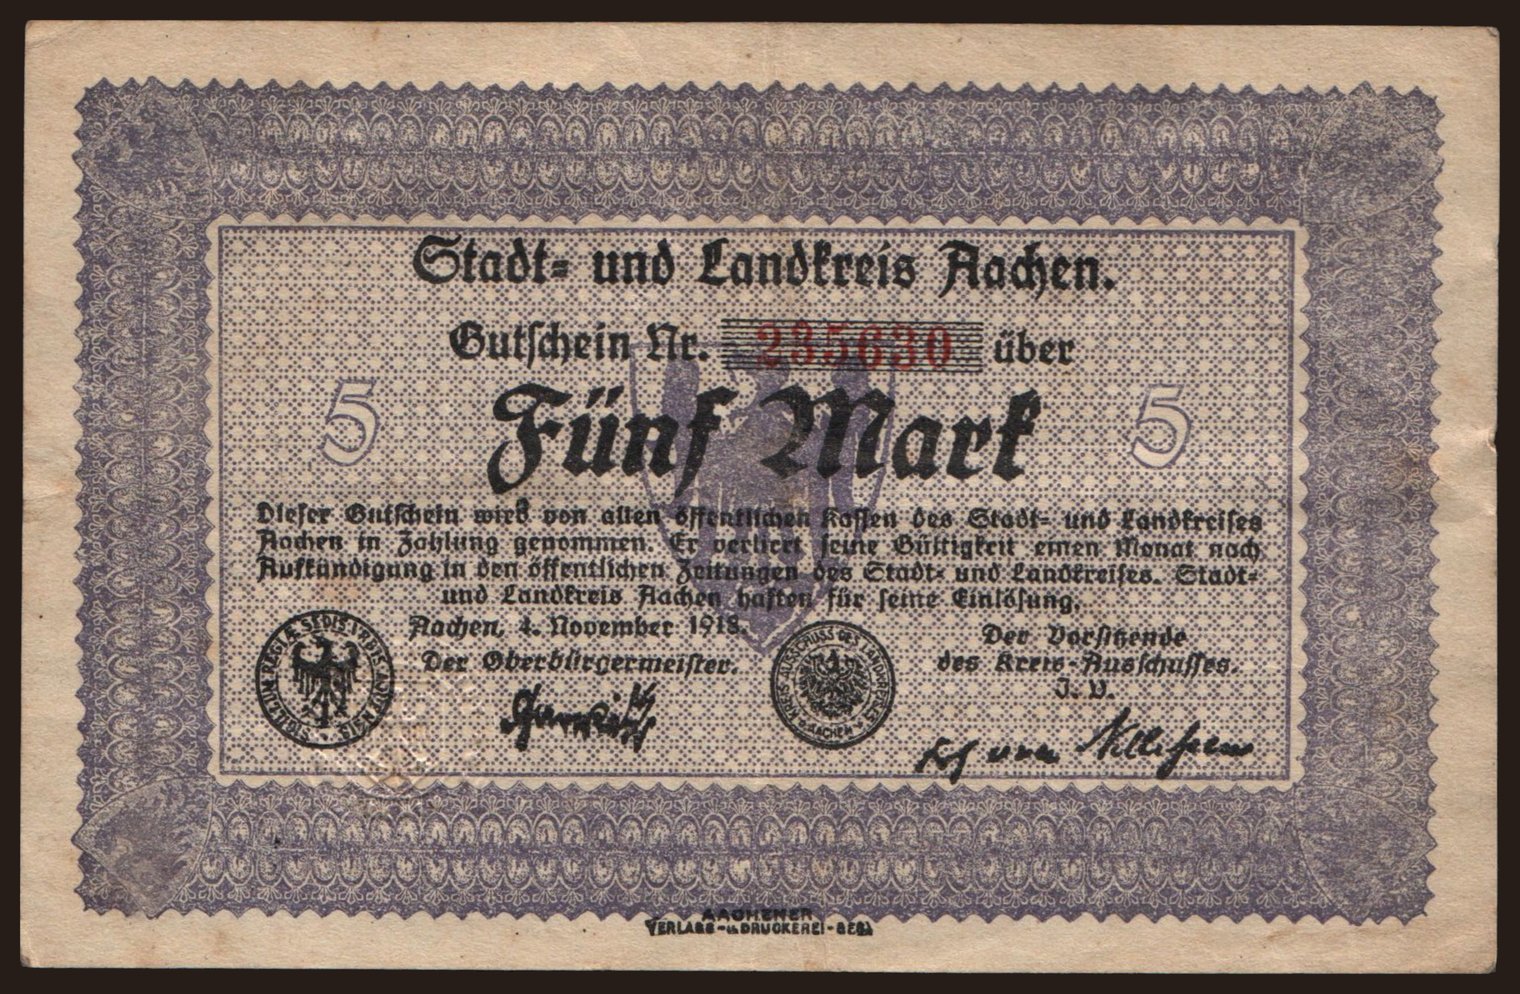 Stadt- und Landkreis Aachen.
Gutschein Nr. 235630 über
5 Fünf Mark 5
Dieser Gutschein wird von allen öffentlichen Kassen des Stadt- und Landkreises
Aachen in Zahlung genommen. Er verliert seine Gültigkeit einen Monat nach
Aufkündigung in den öffentlichen Zeitungen des Stadt- und Landkreises. Stadt-
und Landkreis Aachen haften für seine Einlösung.
Aachen, 4. November 1918.
Der Oberbürgermeister.
Der Vorsitzende
des Kreis-Ausschusses.
J. V.
AACHENER
VERLAGS- u. DRUCKEREI-GES.